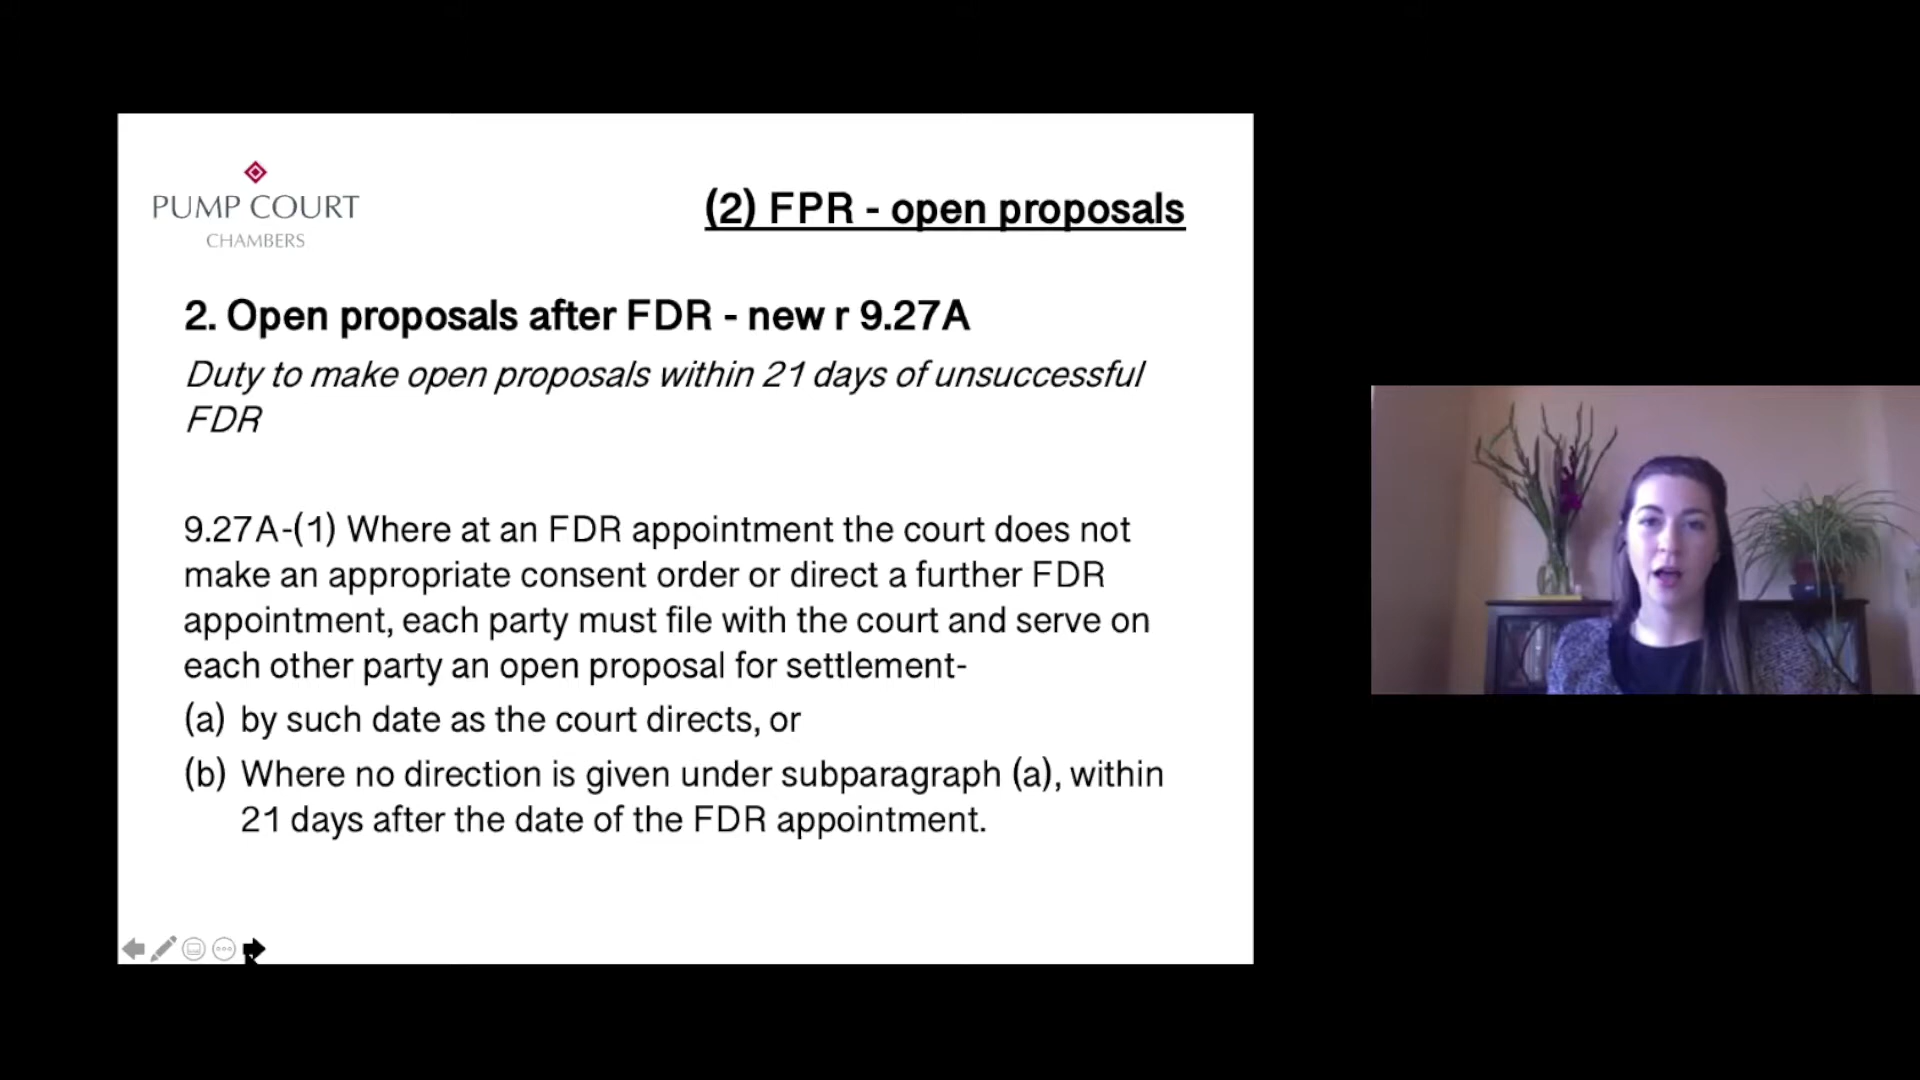 PUMP COURT
CHAMBERS
(2) FPR - open proposals
2. Open proposals after FDR - new r 9.27A
Duty to make open proposals within 21 days of unsuccessful
FDR
9.27A-(1) Where at an FDR appointment the court does not
make an appropriate consent order or direct a further FDR
appointment, each party must file with the court and serve on
each other party an open proposal for settlement-
(a) by such date as the court directs, or
(b) Where no direction is given under subparagraph (a), within
21 days after the date of the FDR appointment.